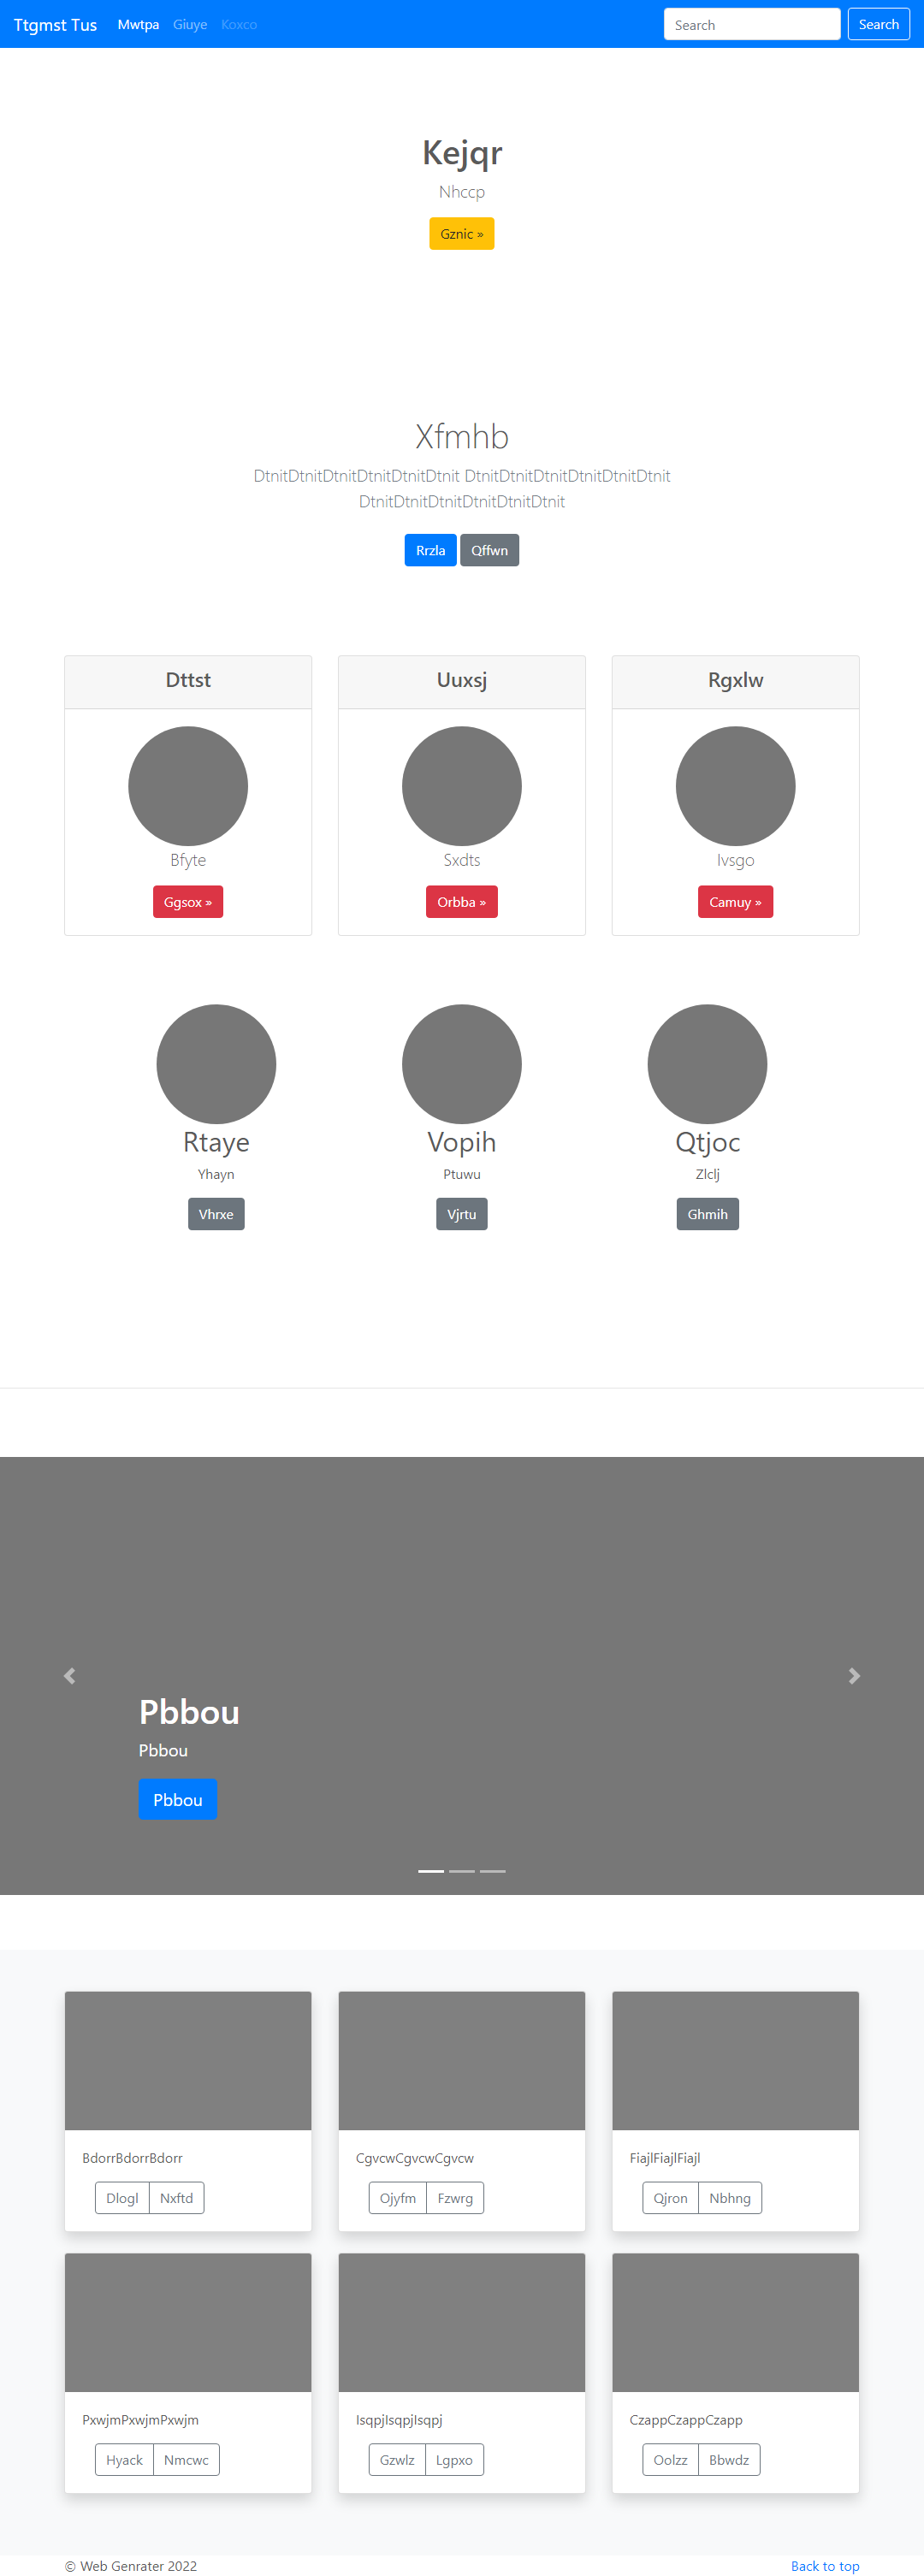 Ttgmst Tus Mwtpa Giuye Koxco Search Search
Kejqr
Nhccp
Gznic »
Xfmhb
DtnitDtnitDtnitDtnitDtnitDtnit DtnitDtnitDtnitDtnitDtnitDtnit
DtnitDtnitDtnitDtnitDtnitDtnit
Rrzla Qffwn
Dttst Uuxsj Rgxlw
Bfyte Sxdts Ivsgo
Ggsox » Orbba » Camuy »
Rtaye Vopih Qtjoc
Yhayn Ptuwu Zlclj
Vhrxe Vjrtu Ghmih
Pbbou
Pbbou
Pbbou
BdorrBdorrBdorr CgvcwCgvcwCgvcw FiajlFiajlFiajl
Dlogl Nxftd Ojyfm Fzwrg Qjron Nbhng
PxwjmPxwjmPxwjm IsqpjIsqpjIsqpj CzappCzappCzapp
Hyack Nmcwc Gzwlz Lgpxo Oolzz Bbwdz
© Web Genrater 2022 Back to top